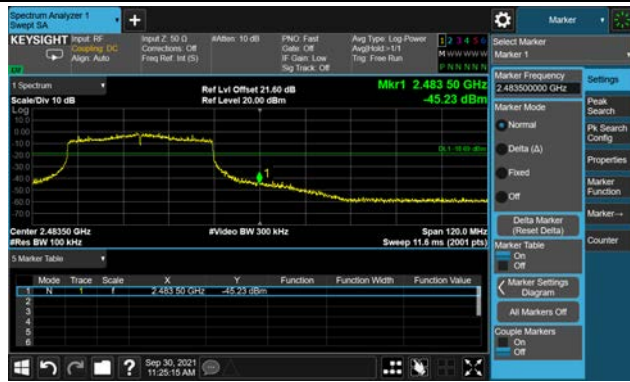 Spectrum Analyzer 1
Swept SA
Marker
KEYSIGHT Input: RF Input Z: 50 Ω #Atten: 10 dB PNO: Fast Avg Type: Log-Power 1 2 3 4 5 6
Coupling: DC Corrections: Off Gate: Off Avg|Hold:>1/1 M W W W W W
Align: Auto Freq Ref: Int (S) IF Gain: Low Trig: Free Run
Sig Track: Off P N N N N N
Select Marker
Marker 1
1 Spectrum
Ref Lvl Offset 21.60 dB
Mkr1 2.483 50 GHz
Scale/Div 10 dB
Ref Level 20.00 dBm
-45.23 dBm
Log
10.0
0.00
-10.0
-20.0
-30.0
-40.0
-50.0
-60.0
-70.0
1
Center 2.48350 GHz
#Video BW 300 kHz
Span 120.0 MHz
#Res BW 100 kHz
Sweep 11.6 ms (2001 pts)
5 Marker Table
Mode Trace Scale X Y Function Function Width Function Value
1 N 1 f 2.483 50 GHz -45.23 dBm
2
3
4
5
6
Marker Frequency
2.483500000 GHz
Marker Mode
Normal
Delta (Δ)
Fixed
Off
Delta Marker
(Reset Delta)
Marker Table
On
Off
Marker Settings
Diagram
All Markers Off
Couple Markers
On
Off
Settings
Peak
Search
Pk Search
Config
Properties
Marker
Function
Marker→
Counter
?
Sep 30, 2021
11:25:15 AM